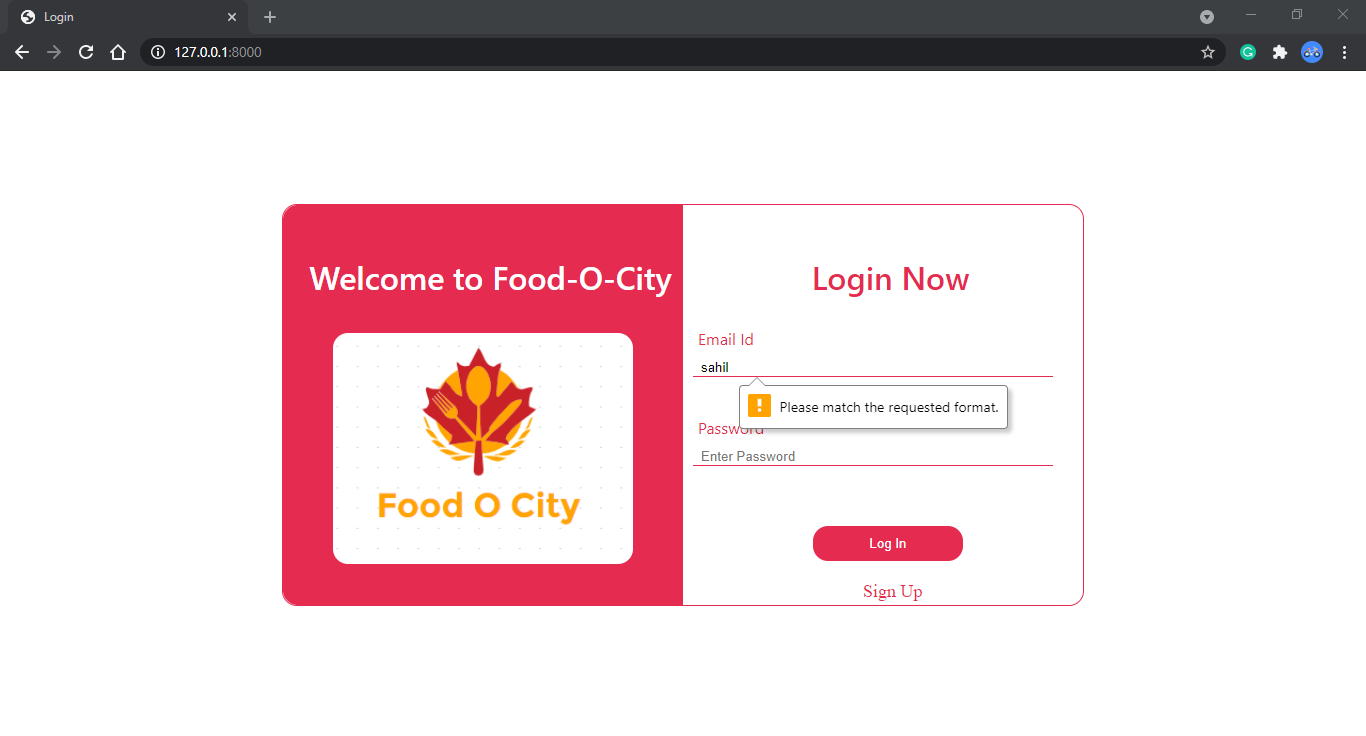 Login
127.0.0.1:8000
Welcome to Food-O-City
Food O City
Login Now
Email Id
sahil
Please match the requested format.
Password
Enter Password
Log In
Sign Up